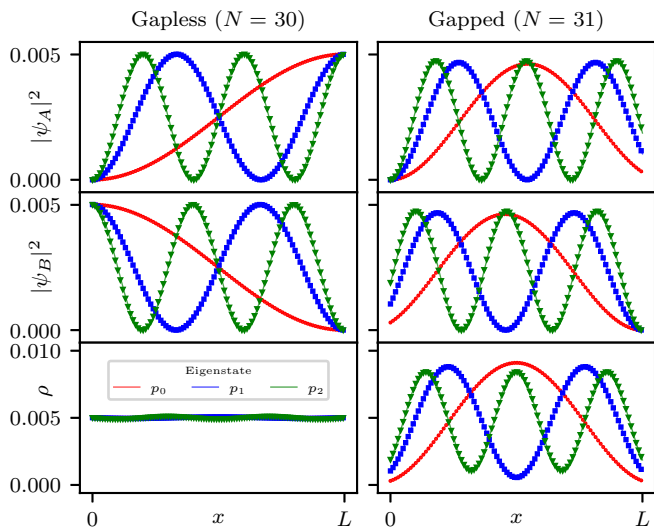 Gapless (N = 30)
Gapped (N = 31)
0.005
|ψ_A|^2
0.000
0.005
|ψ_B|^2
0.000
0.010
ρ
0.005
0.000
Eigenstate
p_0 p_1 p_2
0 x L
0 x L